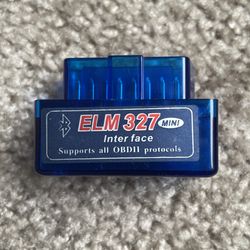 ELM 327 MINI
Inter face
Supports all OBDII protocols